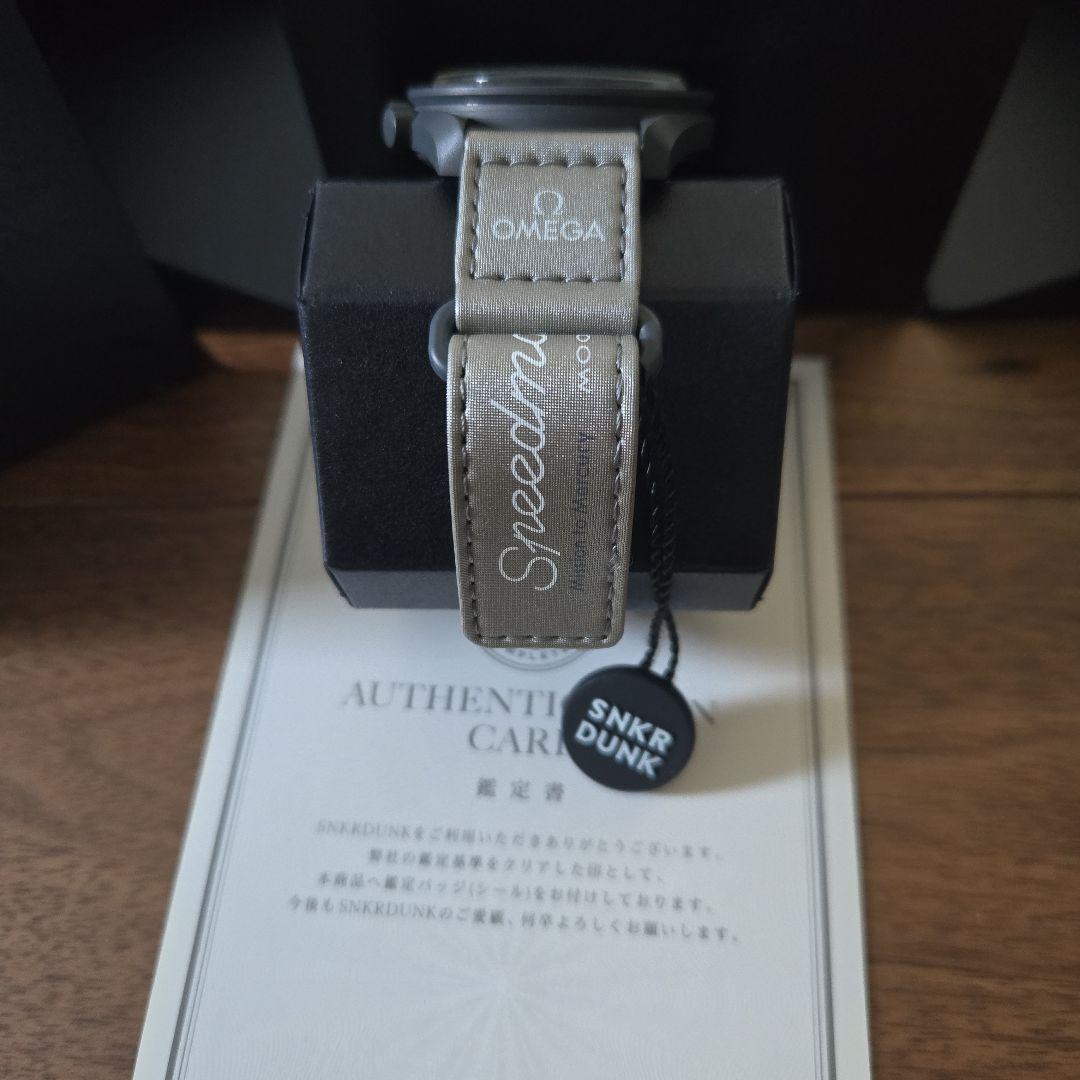 Ω
OMEGA
Speedm
MOO
Mission to Mercury
SNKR
DUNK
AUTHENTI N
CAR
鑑定書
SNKRDUNKをご利用いただきありがとうございます。
弊社の鑑定基準をクリアした印として、
本商品へ鑑定バッジ(シール)をお付けしております。
今後もSNKRDUNKのご愛顧、何卒よろしくお願いします。